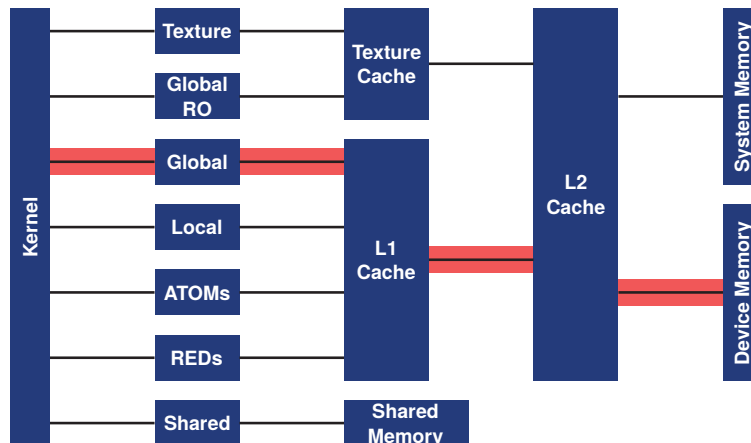 Kernel
Texture
Global
RO
Global
Local
ATOMs
REDs
Shared
Texture
Cache
L1
Cache
Shared
Memory
L2
Cache
System Memory
Device Memory